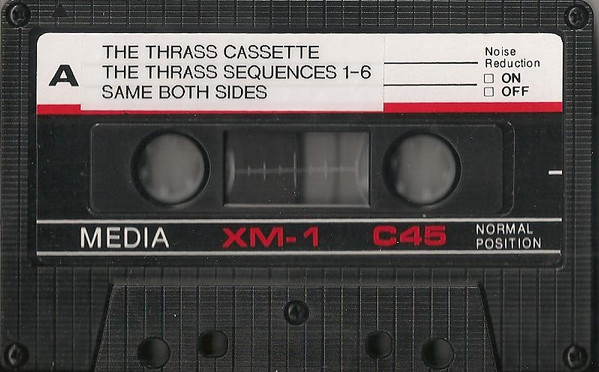 A
THE THRASS CASSETTE
THE THRASS SEQUENCES 1-6
SAME BOTH SIDES
Noise
Reduction
ON
OFF
MEDIA XM-1 C45 NORMAL
POSITION